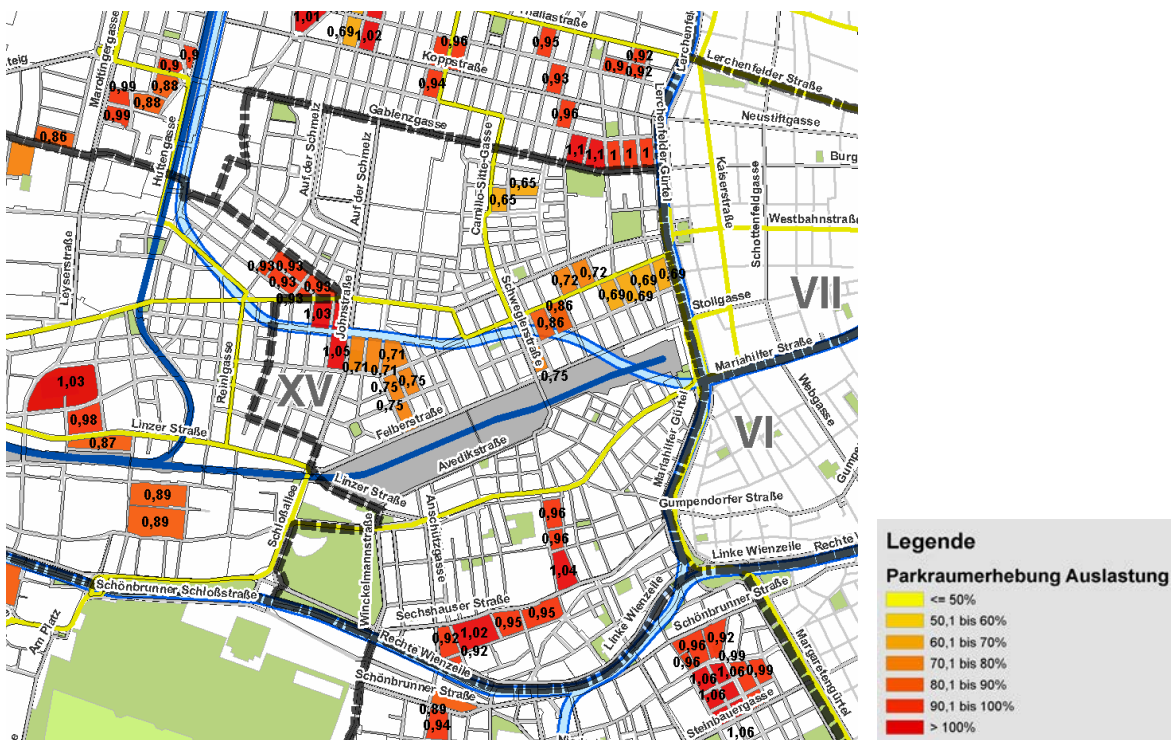 1,01
Thaliastraße
0,69
1,02
0,96
0,95
0,92
Koppstraße
0,9
0,92
0,94
0,93
0,96
Lerchenfelder Straße
Neustiftgasse
Maroltingergasse
0,9
0,9
0,88
0,99
0,88
0,99
0,86
Huttengasse
Gablenzgasse
Auf der Schmelz
Auf der Schmelz
Camillo-Sitte-Gasse
Lerchenfelder Gürtel
1,1
1,1
1
1
1
Burg
Kaiserstraße
Schottenfeldgasse
Westbahnstraße
0,65
0,65
Leyserstraße
0,93
0,93
0,93
0,93
0,93
1,03
Johnstraße
1,05
Schweglerstraße
0,72
0,72
0,69
0,69
0,69
0,69
0,86
0,86
0,75
Stollgasse
VII
Mariahilfer Straße
Webgasse
Reinlgasse
XV
0,71
0,71
0,71
0,75
0,75
0,75
Felberstraße
Avedikstraße
Mariahilfer Gürtel
VI
1,03
0,98
0,87
Linzer Straße
Linzer Straße
0,89
0,89
Schloßallee
Anschützgasse
Winckelmannstraße
0,96
0,96
1,04
Gumpendorfer Straße
Gumpe
Linke Wienzeile
Rechte
Schönbrunner Schloßstraße
Am Platz
Sechshauser Straße
0,92
1,02
0,92
0,95
0,95
Rechte Wienzeile
Linke Wienzeile
Schönbrunner Straße
Schönbrunner Straße
Margaretengürtel
0,89
0,94
0,96
0,92
0,96
0,99
1,06
1,06
0,99
1,06
Steinbauergasse
1,06
Legende
Parkraumerhebung Auslastung
<= 50%
50,1 bis 60%
60,1 bis 70%
70,1 bis 80%
80,1 bis 90%
90,1 bis 100%
> 100%